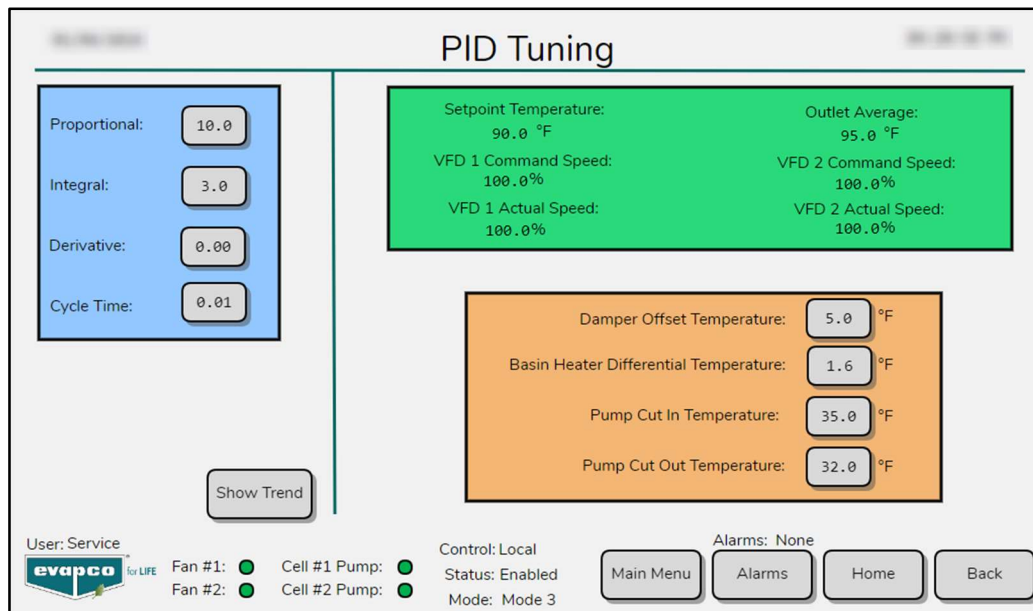 PID Tuning
Proportional: 10.0
Integral: 3.0
Derivative: 0.00
Cycle Time: 0.01
Show Trend
Setpoint Temperature:
90.0 °F
VFD 1 Command Speed:
100.0%
VFD 1 Actual Speed:
100.0%
Outlet Average:
95.0 °F
VFD 2 Command Speed:
100.0%
VFD 2 Actual Speed:
100.0%
Damper Offset Temperature: 5.0 °F
Basin Heater Differential Temperature: 1.6 °F
Pump Cut In Temperature: 35.0 °F
Pump Cut Out Temperature: 32.0 °F
User: Service
evapco for LIFE
Fan #1:
Fan #2:
Cell #1 Pump:
Cell #2 Pump:
Control: Local
Status: Enabled
Mode: Mode 3
Alarms: None
Main Menu
Alarms
Home
Back